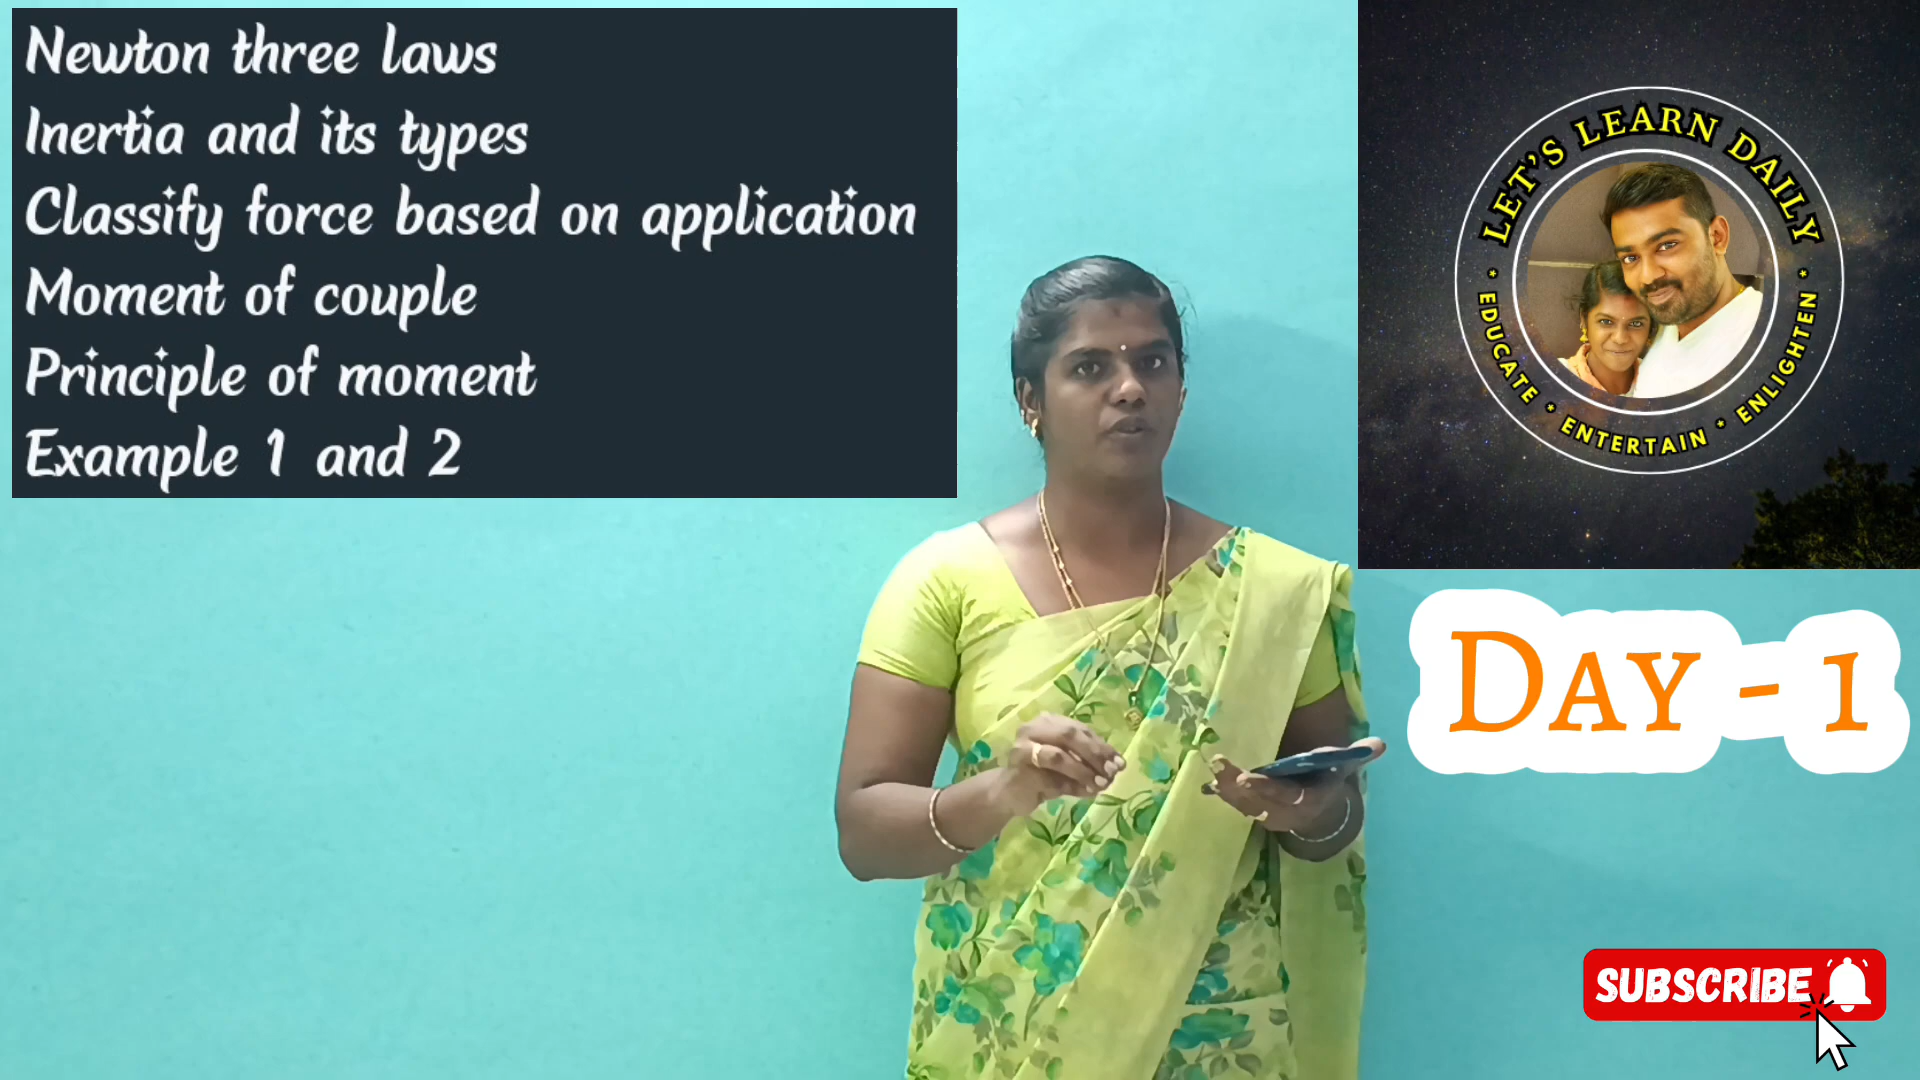 Newton three laws
Inertia and its types
Classify force based on application
Moment of couple
Principle of moment
Example 1 and 2
LET'S LEARN DAILY
* EDUCATE * ENTERTAIN * ENLIGHTEN *
DAY - 1
SUBSCRIBE